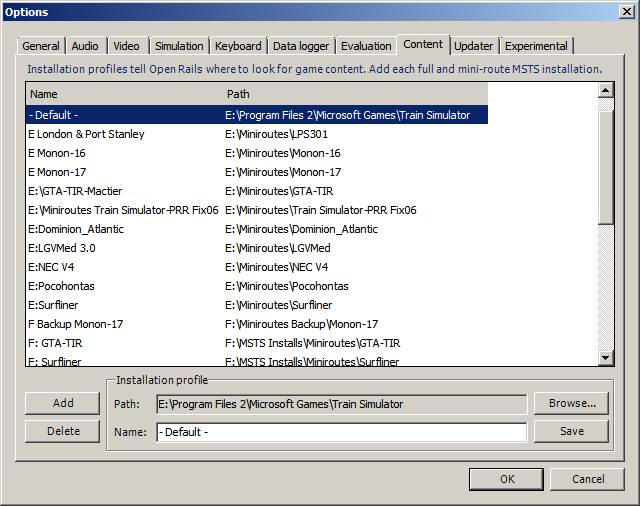 Options
General Audio Video Simulation Keyboard Data logger Evaluation Content Updater Experimental
Installation profiles tell Open Rails where to look for game content. Add each full and mini-route MSTS installation.
Name Path
- Default - E:\Program Files 2\Microsoft Games\Train Simulator
E London & Port Stanley E:\Miniroutes\LPS301
E Monon-16 E:\Miniroutes\Monon-16
E Monon-17 E:\Miniroutes\Monon-17
E:\GTA-TIR-Mactier E:\Miniroutes\GTA-TIR
E:\Miniroutes Train Simulator-PRR Fix06 E:\Miniroutes\Train Simulator-PRR Fix06
E:Dominion_Atlantic E:\Miniroutes\Dominion_Atlantic
E:LGVMed 3.0 E:\Miniroutes\LGVMed
E:NEC V4 E:\Miniroutes\NEC V4
E:Pocohontas E:\Miniroutes\Pocohontas
E:Surfliner E:\Miniroutes\Surfliner
F Backup Monon-17 F:\Miniroutes Backup\Monon-17
F: GTA-TIR F:\MSTS Installs\Miniroutes\GTA-TIR
F: Surfliner F:\MSTS Installs\Miniroutes\Surfliner
Installation profile
Add Path: E:\Program Files 2\Microsoft Games\Train Simulator Browse...
Delete Name: - Default - Save
OK Cancel